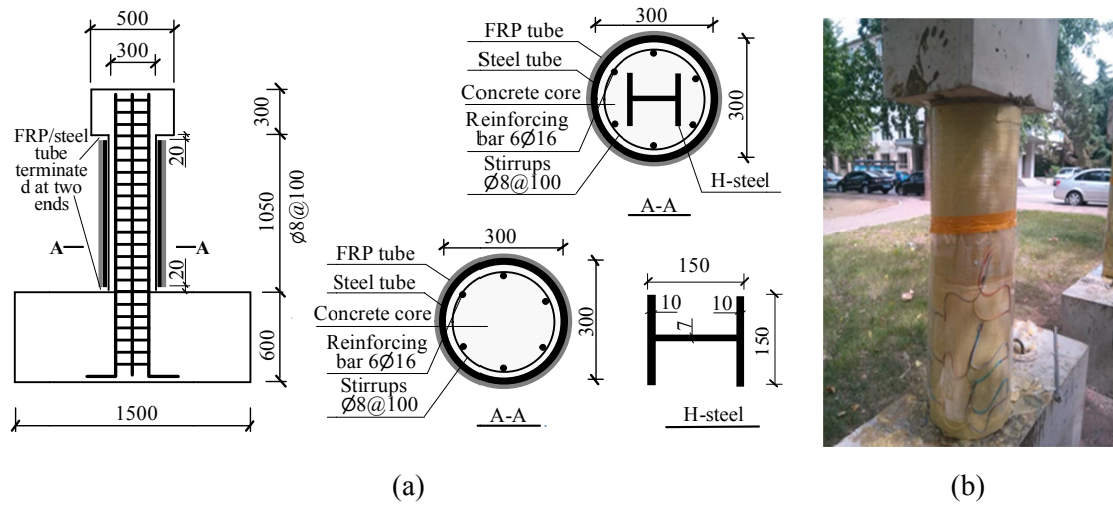 500
300
300
FRP/steel
tube
terminate
d at two
ends
20
1050
Ø8@100
A
A
20
600
1500
300
FRP tube
Steel tube
Concrete core
Reinforcing
bar 6Ø16
Stirrups
Ø8@100
300
H-steel
A-A
300
FRP tube
Steel tube
Concrete core
Reinforcing
bar 6Ø16
Stirrups
Ø8@100
300
A-A
150
10
10
7
150
H-steel
(a)
(b)